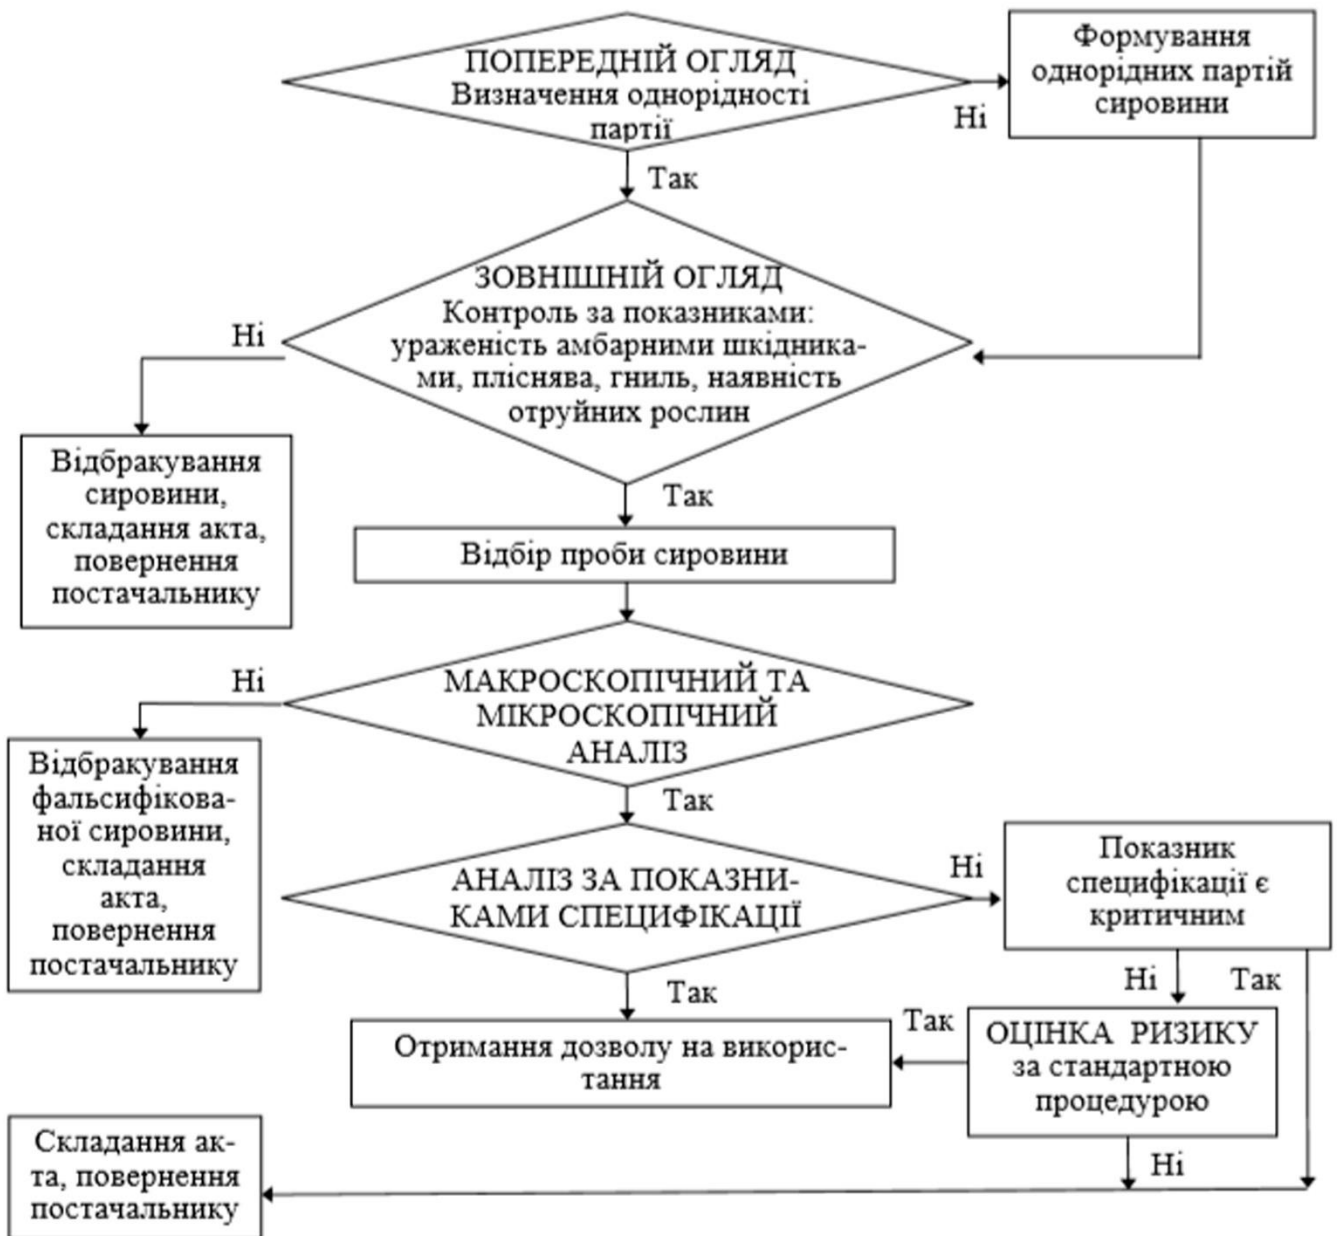 ПОПЕРЕДНІЙ ОГЛЯД
Визначення однорідності
партії
Ні
Формування
однорідних партій
сировини
Так
ЗОВНІШНІЙ ОГЛЯД
Контроль за показниками:
ураженість амбарними шкідника-
ми, пліснява, гниль, наявність
отруйних рослин
Ні
Відбракування
сировини,
складання акта,
повернення
постачальнику
Так
Відбір проби сировини
МАКРОСКОПІЧНИЙ ТА
МІКРОСКОПІЧНИЙ
АНАЛІЗ
Ні
Відбракування
фальсифікова-
ної сировини,
складання
акта,
повернення
постачальнику
Так
АНАЛІЗ ЗА ПОКАЗНИ-
КАМИ СПЕЦИФІКАЦІЇ
Ні
Показник
специфікації є
критичним
Так
Ні
Так
Отримання дозволу на викорис-
тання
Так
ОЦІНКА РИЗИКУ
за стандартною
процедурою
Ні
Складання ак-
та, повернення
постачальнику